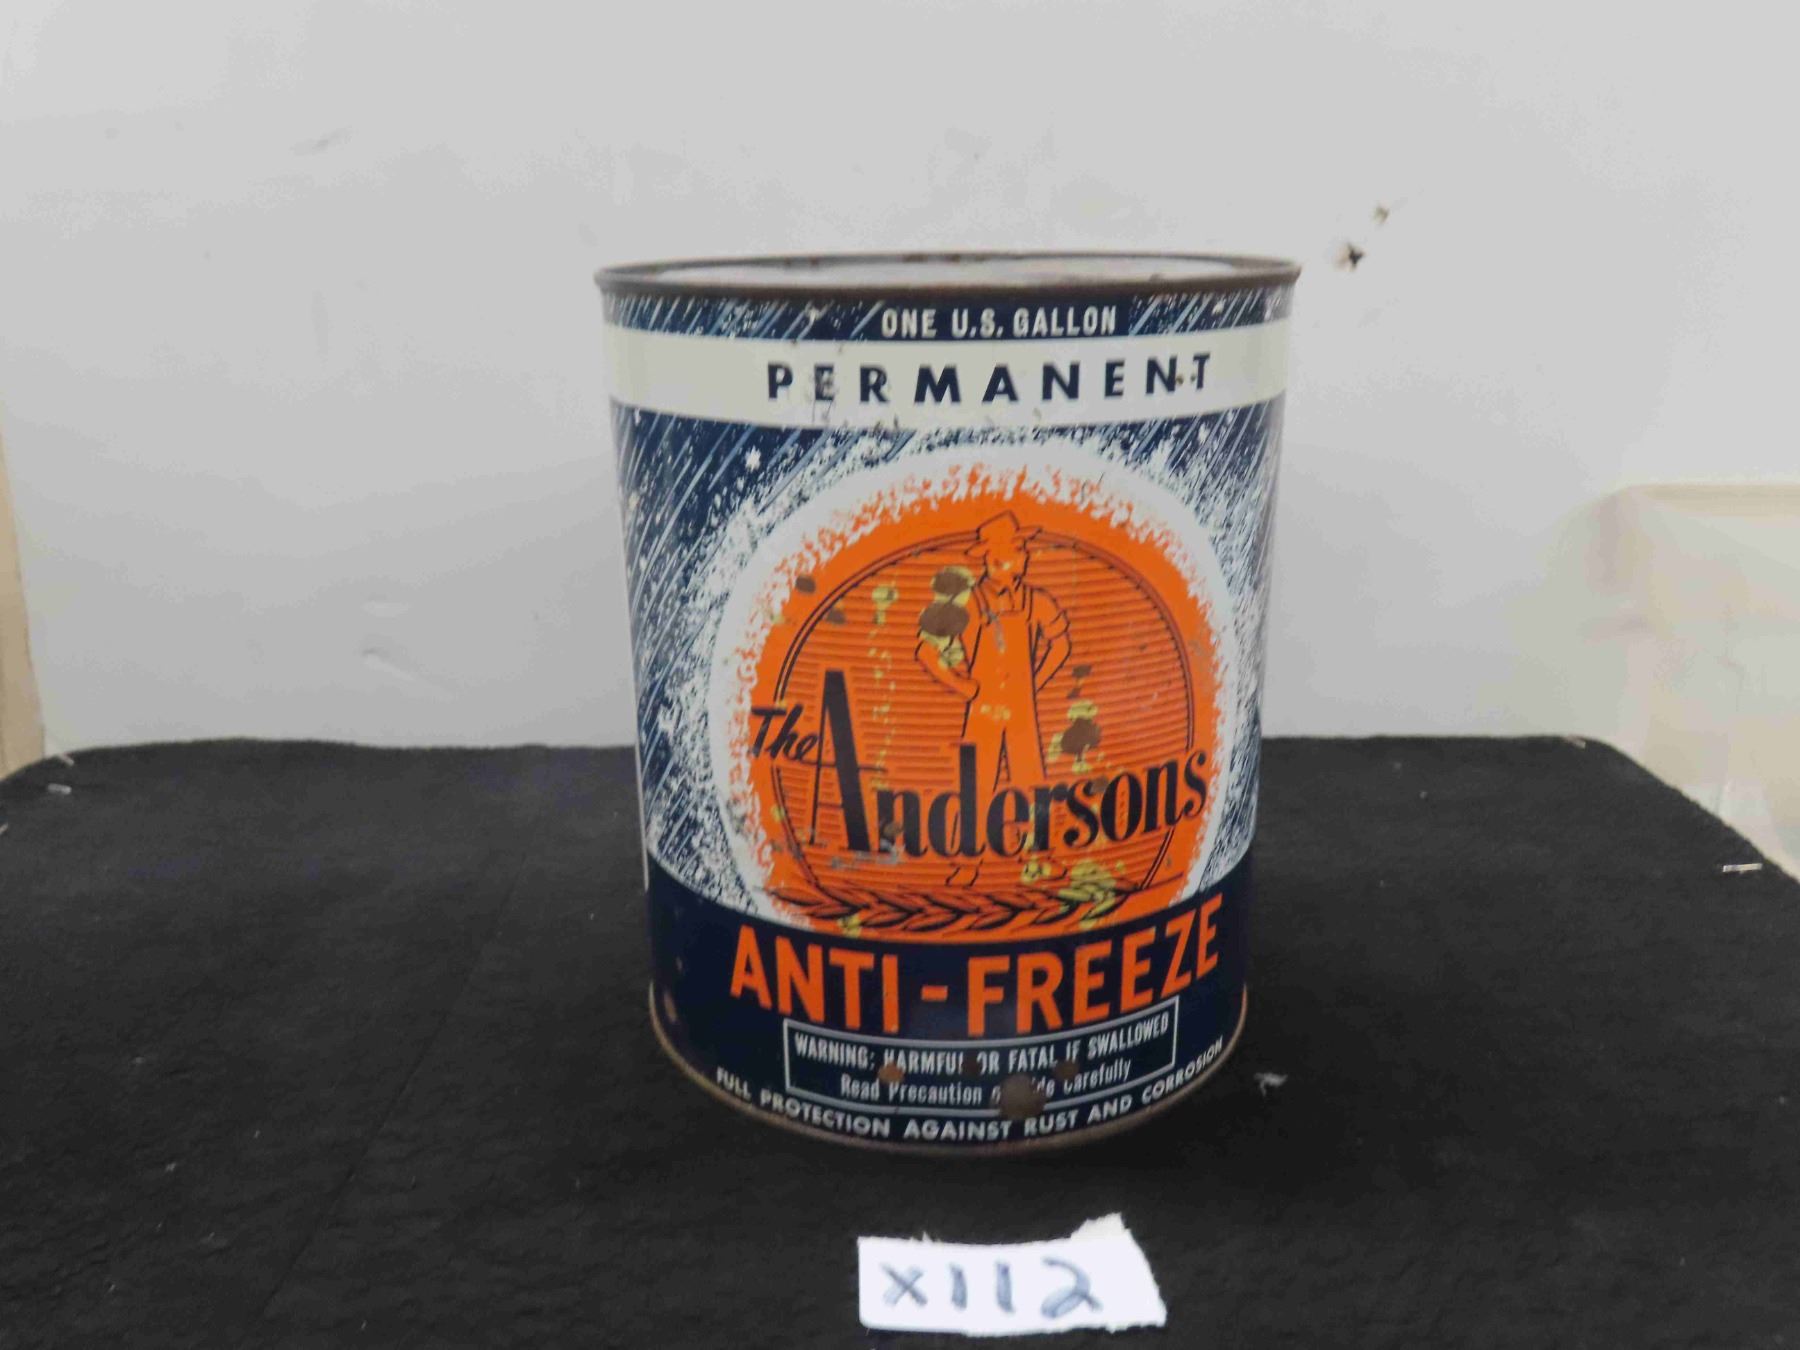 ONE U.S. GALLON
PERMANENT
The Andersons
ANTI-FREEZE
WARNING: HARMFUL OR FATAL IF SWALLOWED
Read Precaution Carefully
FULL PROTECTION AGAINST RUST AND CORROSION
X112